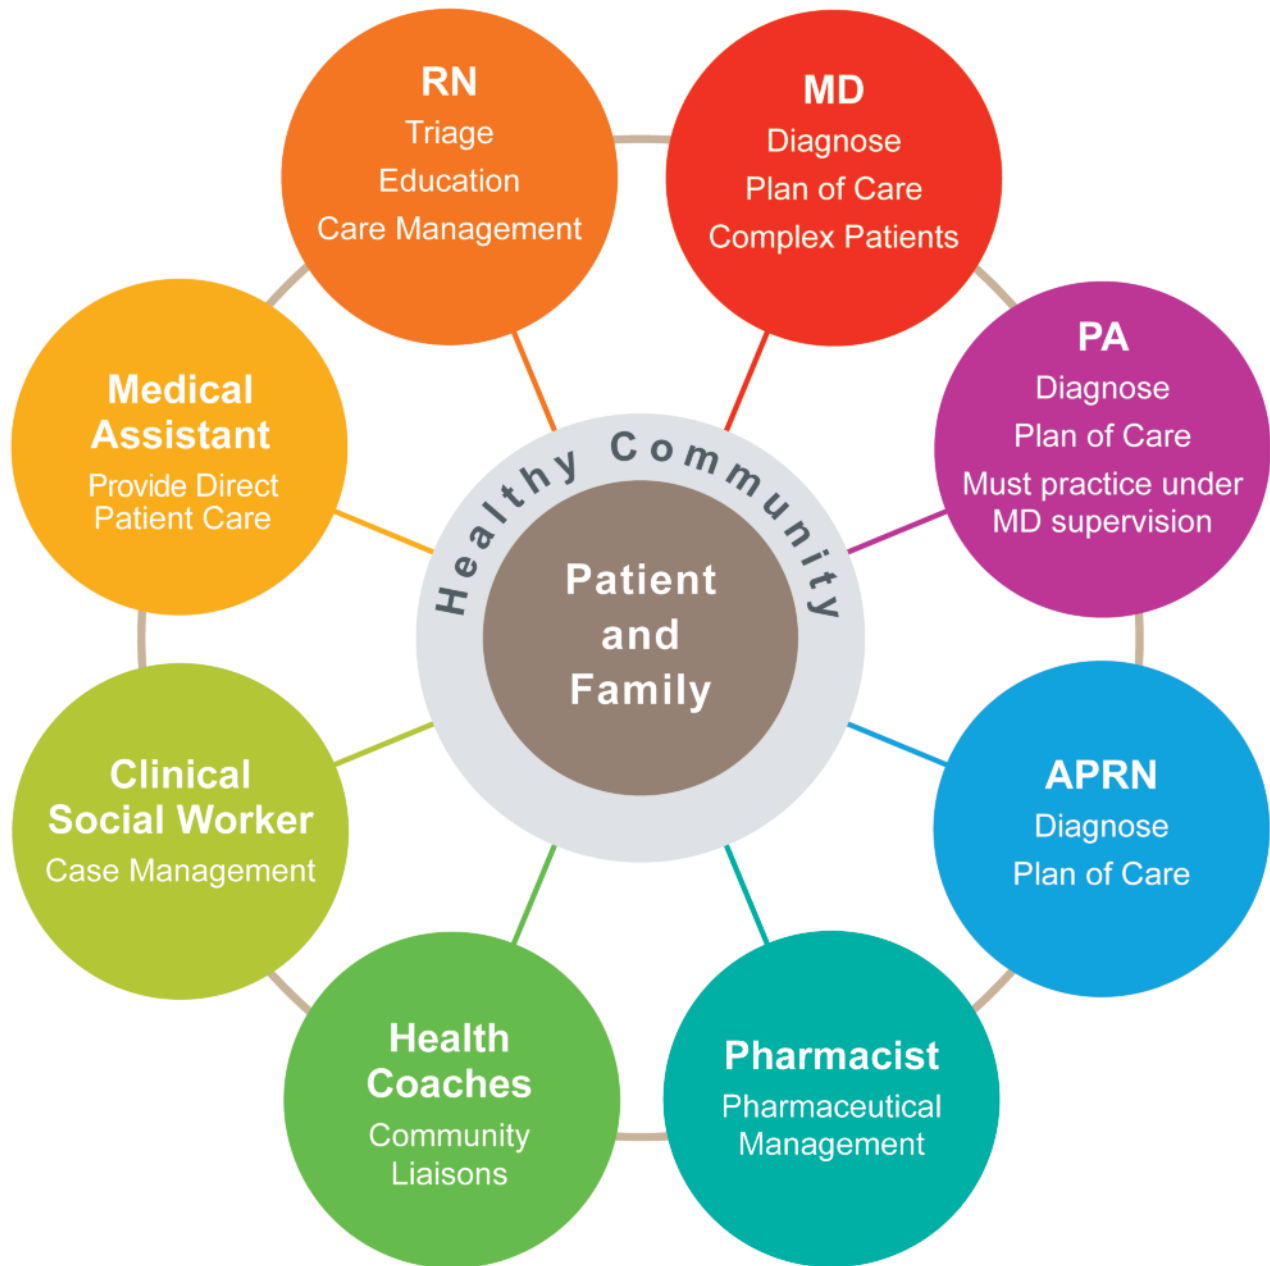 RN
Triage
Education
Care Management
MD
Diagnose
Plan of Care
Complex Patients
PA
Diagnose
Plan of Care
Must practice under
MD supervision
APRN
Diagnose
Plan of Care
Pharmacist
Pharmaceutical
Management
Health
Coaches
Community
Liaisons
Clinical
Social Worker
Case Management
Medical
Assistant
Provide Direct
Patient Care
Healthy Community
Patient
and
Family